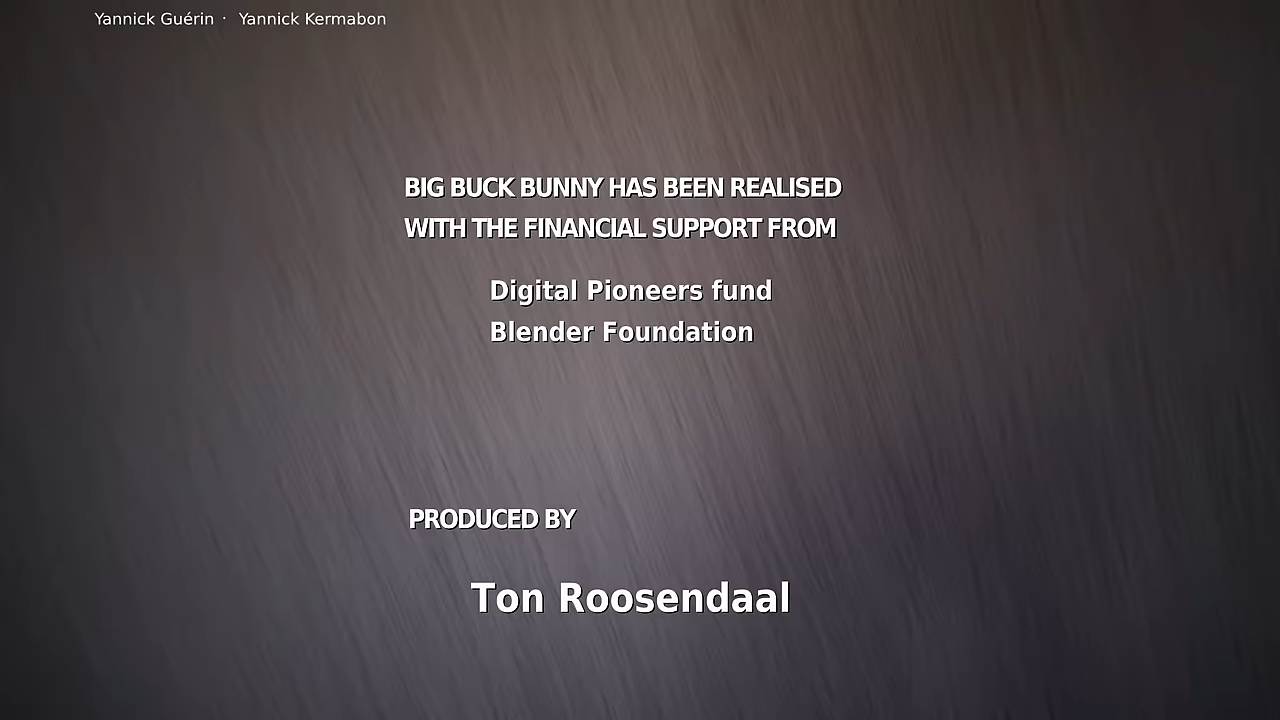 Yannick Guérin · Yannick Kermabon
BIG BUCK BUNNY HAS BEEN REALISED
WITH THE FINANCIAL SUPPORT FROM
Digital Pioneers fund
Blender Foundation
PRODUCED BY
Ton Roosendaal